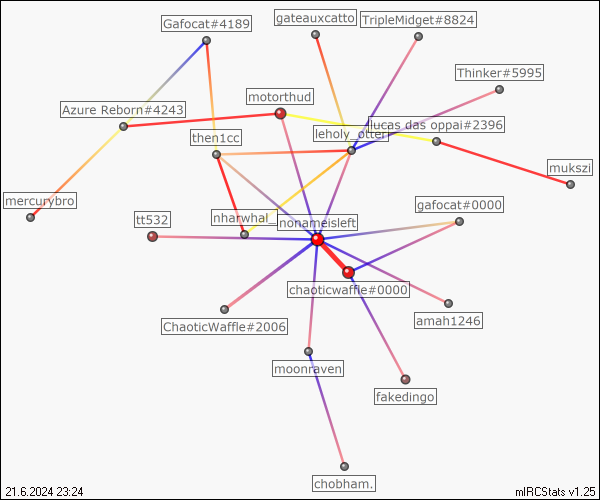 Gafocat#4189
gateauxcatto
TripleMidget#8824
Thinker#5995
motorthud
Azure Reborn#4243
lucas das oppai#2396
then1cc
leholy_otter
mukszi
mercurybro
gafocat#0000
tt532
nharwhal_
nonameisleft
chaoticwaffle#0000
ChaoticWaffle#2006
amah1246
moonraven
fakedingo
chobham.
21.6.2024 23:24
mIRCStats v1.25